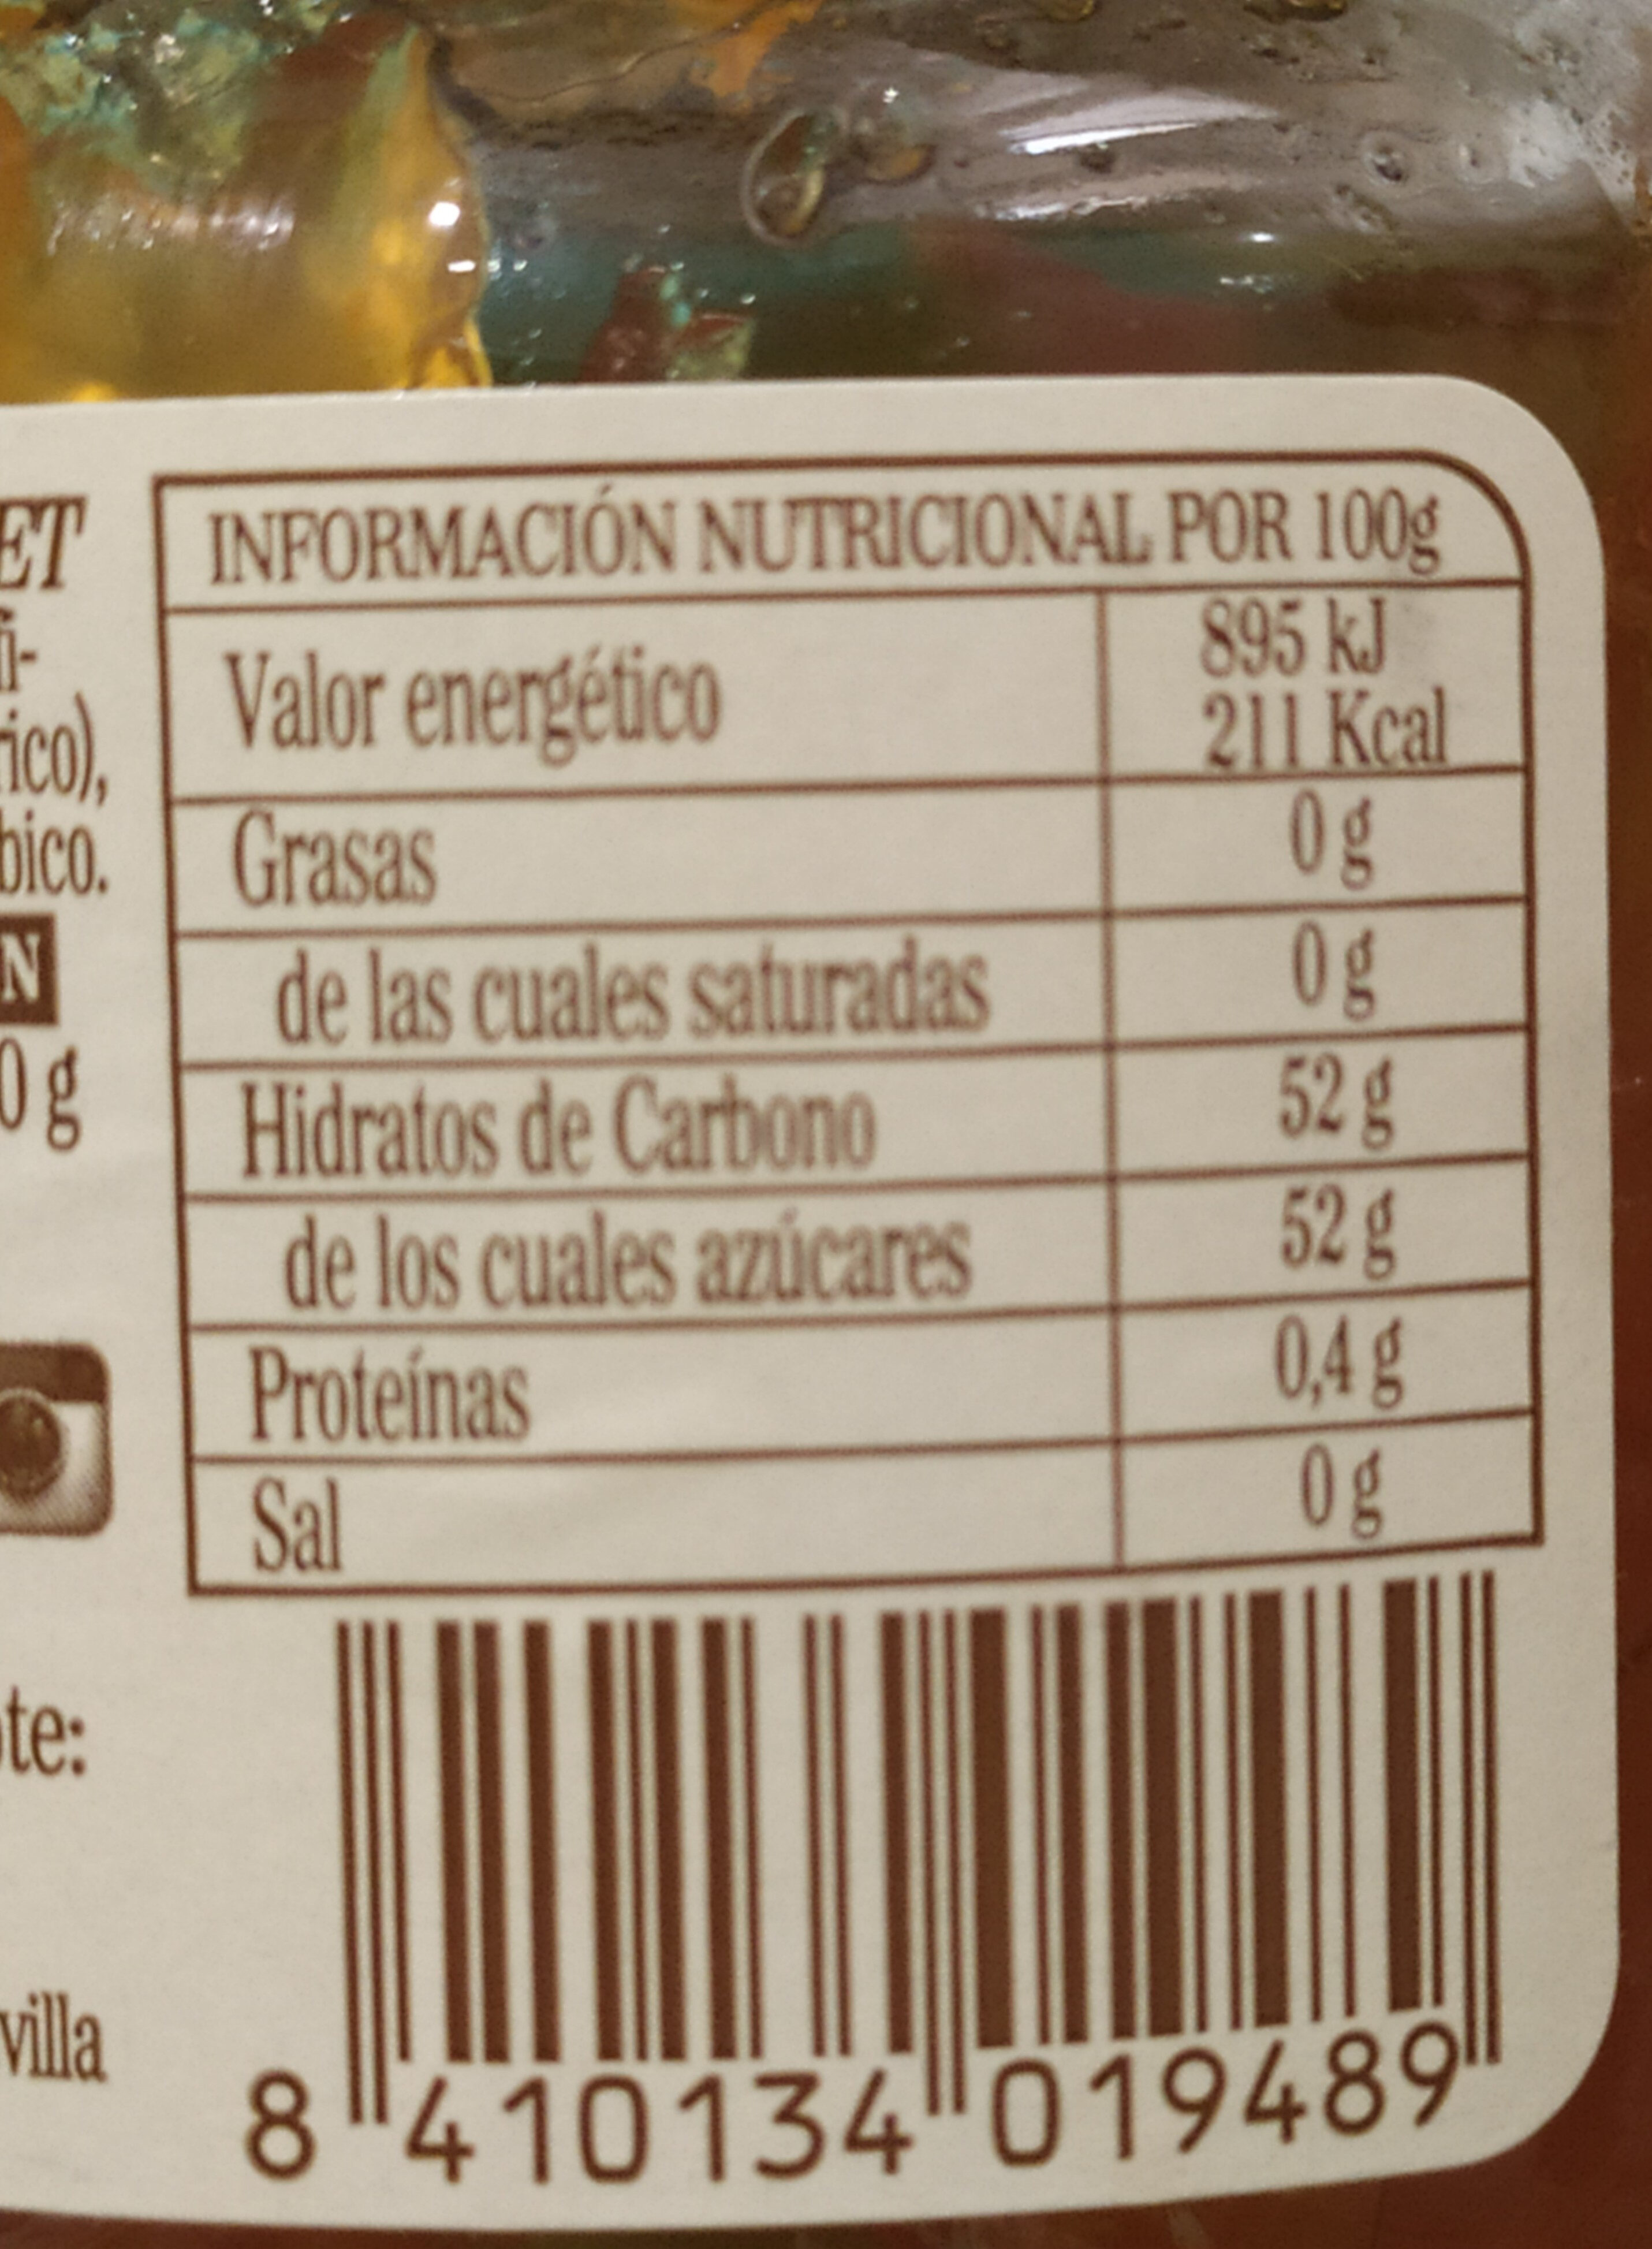 ET
rico),
bico.
N
0 g
te:
villa
INFORMACIÓN NUTRICIONAL POR 100g
Valor energético 895 kJ
211 Kcal
Grasas 0 g
de las cuales saturadas 0 g
Hidratos de Carbono 52 g
de los cuales azúcares 52 g
Proteínas 0,4 g
Sal 0 g
8 410134 019489